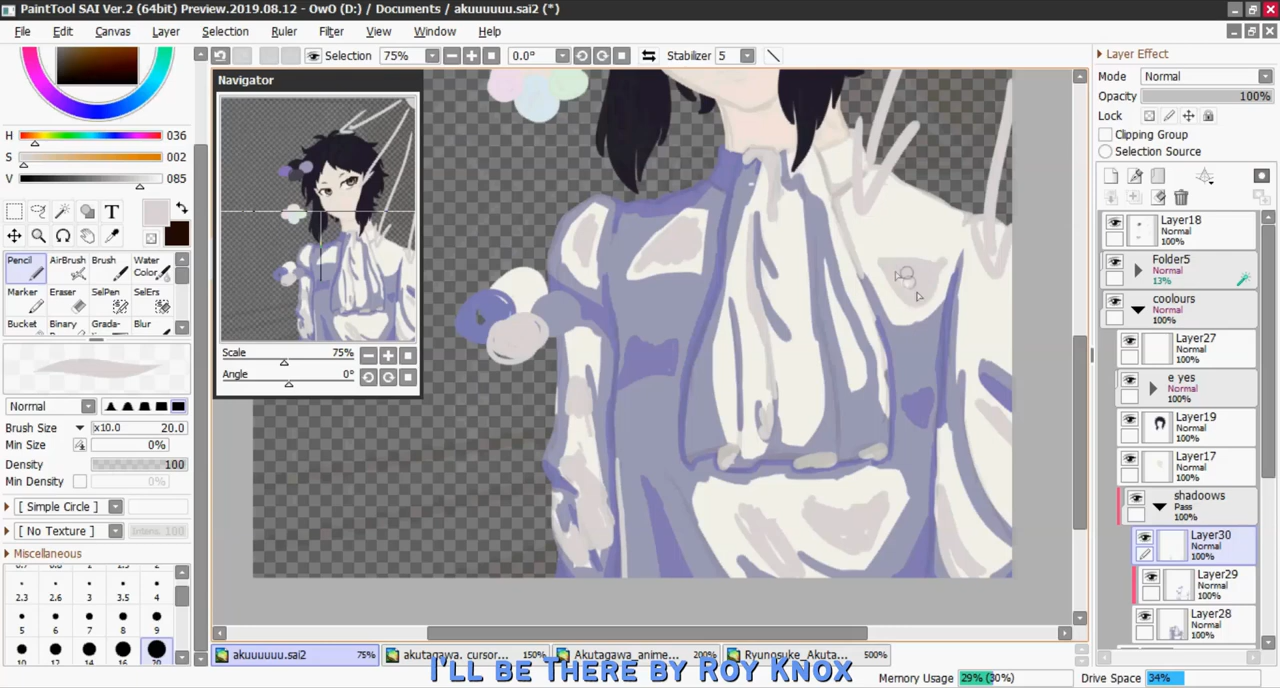 PaintTool SAI Ver.2 (64bit) Preview.2019.08.12 - OwO (D:) / Documents / akuuuuuu.sai2 (*)
File Edit Canvas Layer Selection Ruler Filter View Window Help
Selection 75% 0.0° Stabilizer 5
H 036
S 002
V 085
T
Pencil AirBrush Brush Water Color
Marker Eraser SelPen SelErs
Bucket Binary Grada- Blur
Normal
Brush Size x10.0 20.0
Min Size 0%
Density 100
Min Density 0%
[ Simple Circle ]
[ No Texture ] Intens. 100
Miscellaneous
2.3 2.6 3 3.5 4
5 6 7 8 9
10 12 14 16 20
Navigator
Scale 75%
Angle 0°
Layer Effect
Mode Normal
Opacity 100%
Lock
Clipping Group
Selection Source
Layer18
Normal
100%
Folder5
Normal
13%
coolours
Normal
100%
Layer27
Normal
100%
e yes
Normal
100%
Layer19
Normal
100%
Layer17
Normal
100%
shadoows
Pass
100%
Layer30
Normal
100%
Layer29
Normal
100%
Layer28
Normal
100%
akuuuuuu.sai2 75% akutagawa. cursor... 150% Akutagawa_anime... 200% Ryunosuke_Akuta... 500%
I'll be There by Roy Knox
Memory Usage 29% (30%) Drive Space 34%